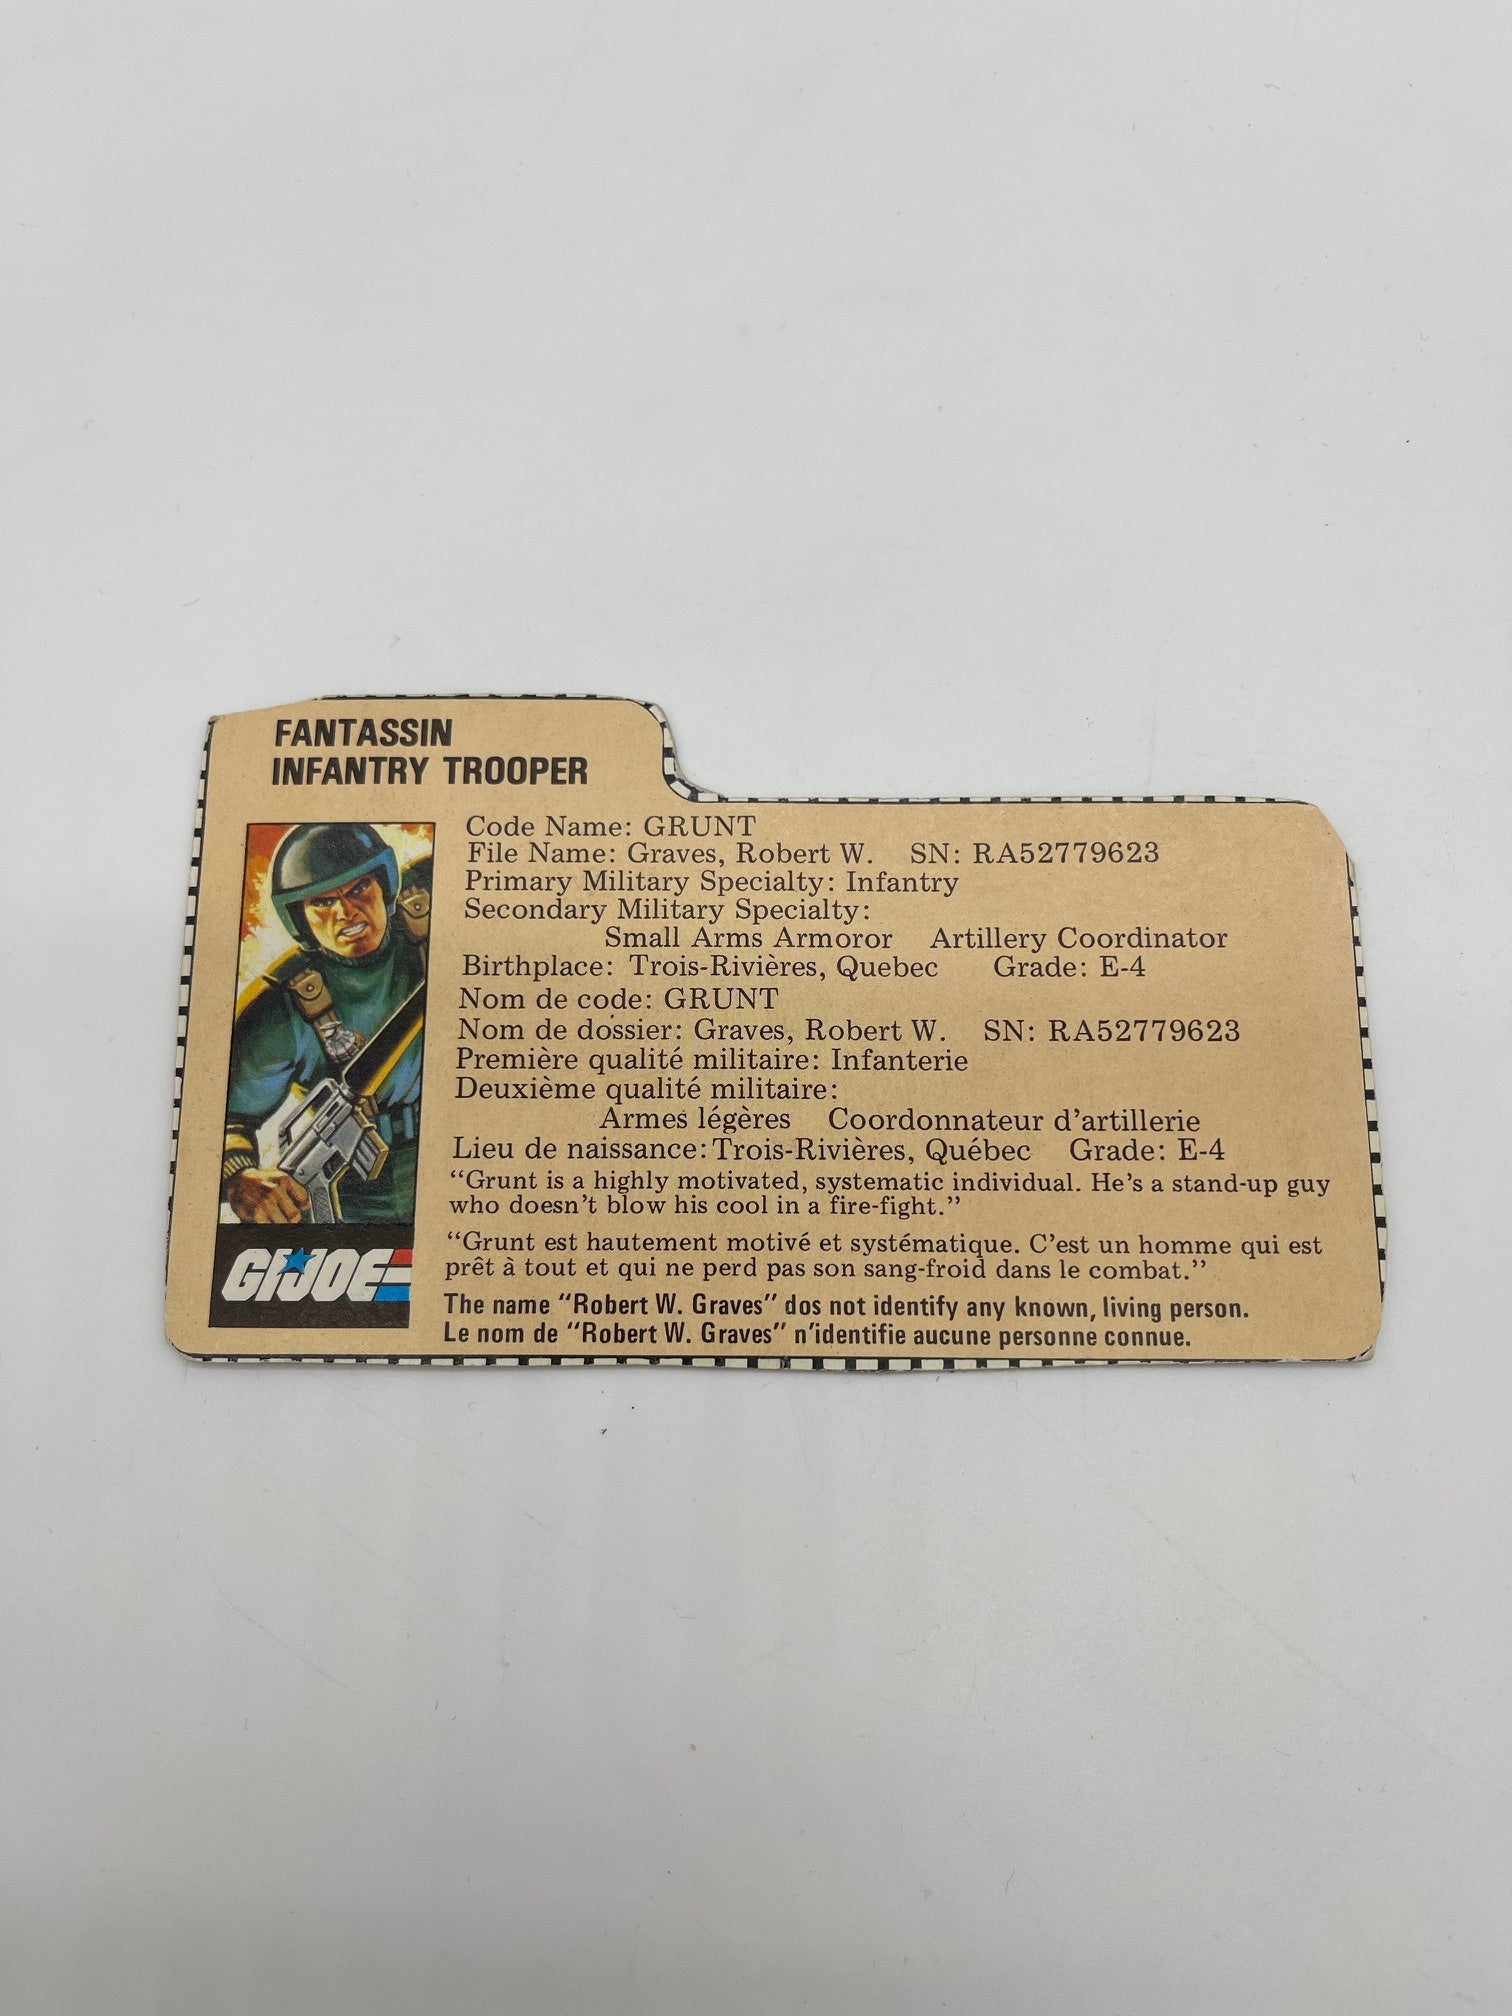 FANTASSIN
INFANTRY TROOPER
Code Name: GRUNT
File Name: Graves, Robert W. SN: RA52779623
Primary Military Specialty: Infantry
Secondary Military Specialty:
Small Arms Armoror Artillery Coordinator
Birthplace: Trois-Rivières, Quebec Grade: E-4
Nom de code: GRUNT
Nom de dossier: Graves, Robert W. SN: RA52779623
Première qualité militaire: Infanterie
Deuxième qualité militaire:
Armes légères Coordonnateur d'artillerie
Lieu de naissance: Trois-Rivières, Québec Grade: E-4
"Grunt is a highly motivated, systematic individual. He's a stand-up guy
who doesn't blow his cool in a fire-fight."
"Grunt est hautement motivé et systématique. C'est un homme qui est
prêt à tout et qui ne perd pas son sang-froid dans le combat."
The name "Robert W. Graves" dos not identify any known, living person.
Le nom de "Robert W. Graves" n'identifie aucune personne connue.
GI JOE